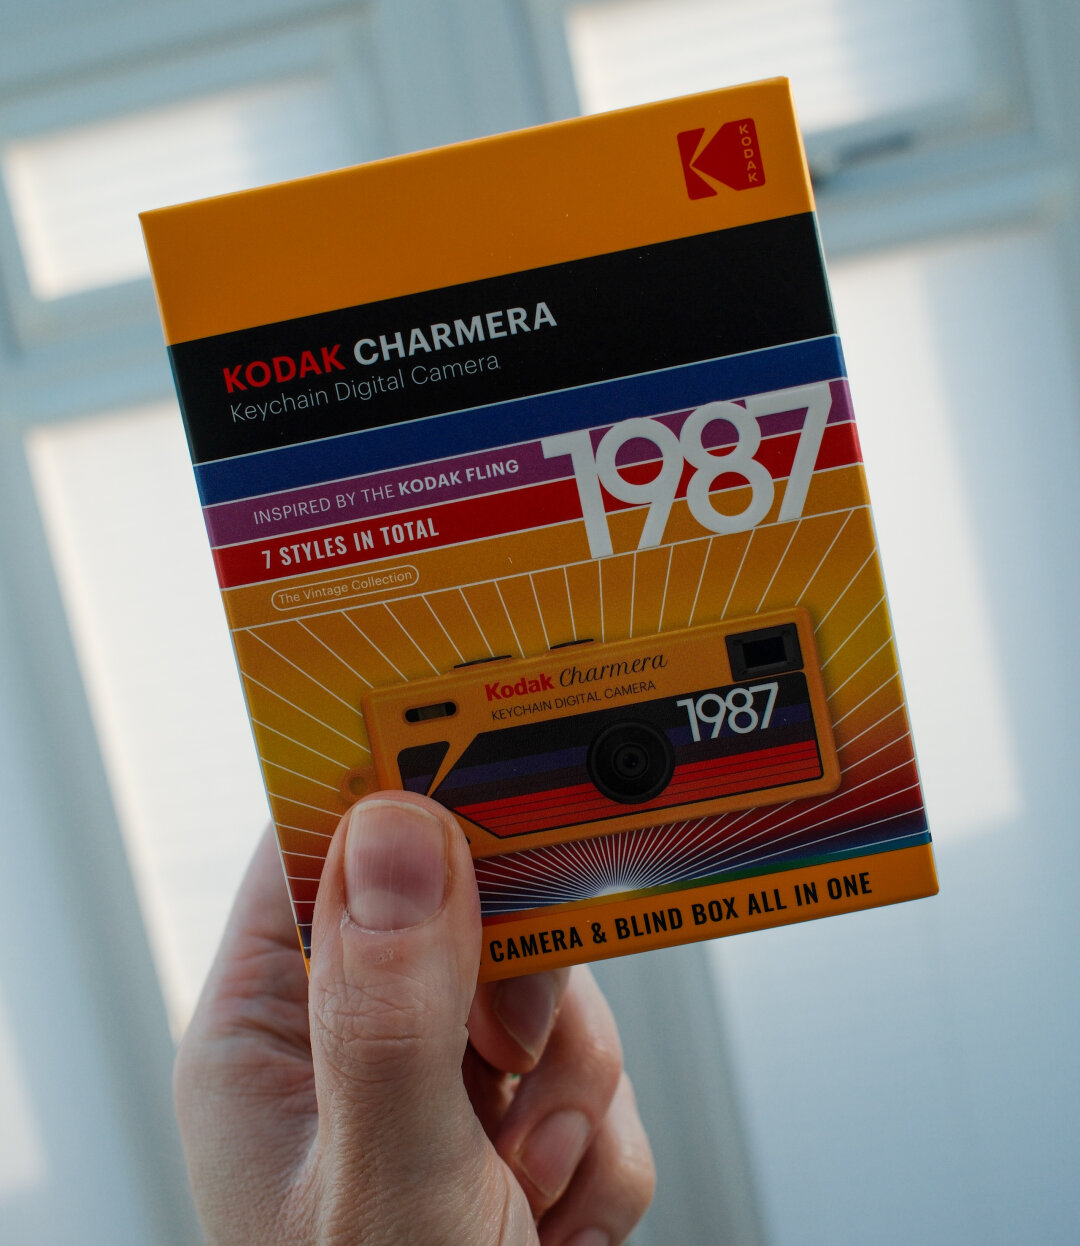 KODAK
KODAK CHARMERA
Keychain Digital Camera
INSPIRED BY THE KODAK FLING
1987
7 STYLES IN TOTAL
The Vintage Collection
Kodak Charmera
KEYCHAIN DIGITAL CAMERA
1987
CAMERA & BLIND BOX ALL IN ONE